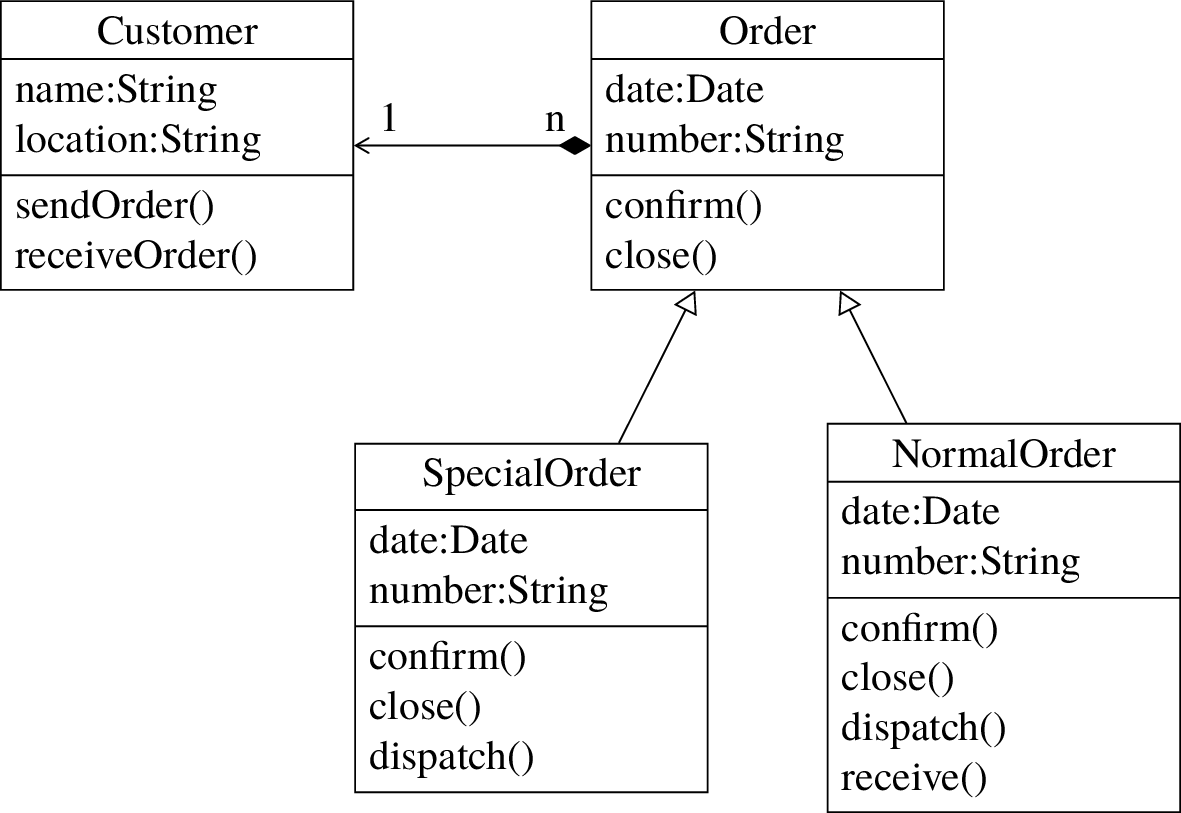 Customer
name:String
location:String
sendOrder()
receiveOrder()
1
n
Order
date:Date
number:String
confirm()
close()
SpecialOrder
date:Date
number:String
confirm()
close()
dispatch()
NormalOrder
date:Date
number:String
confirm()
close()
dispatch()
receive()